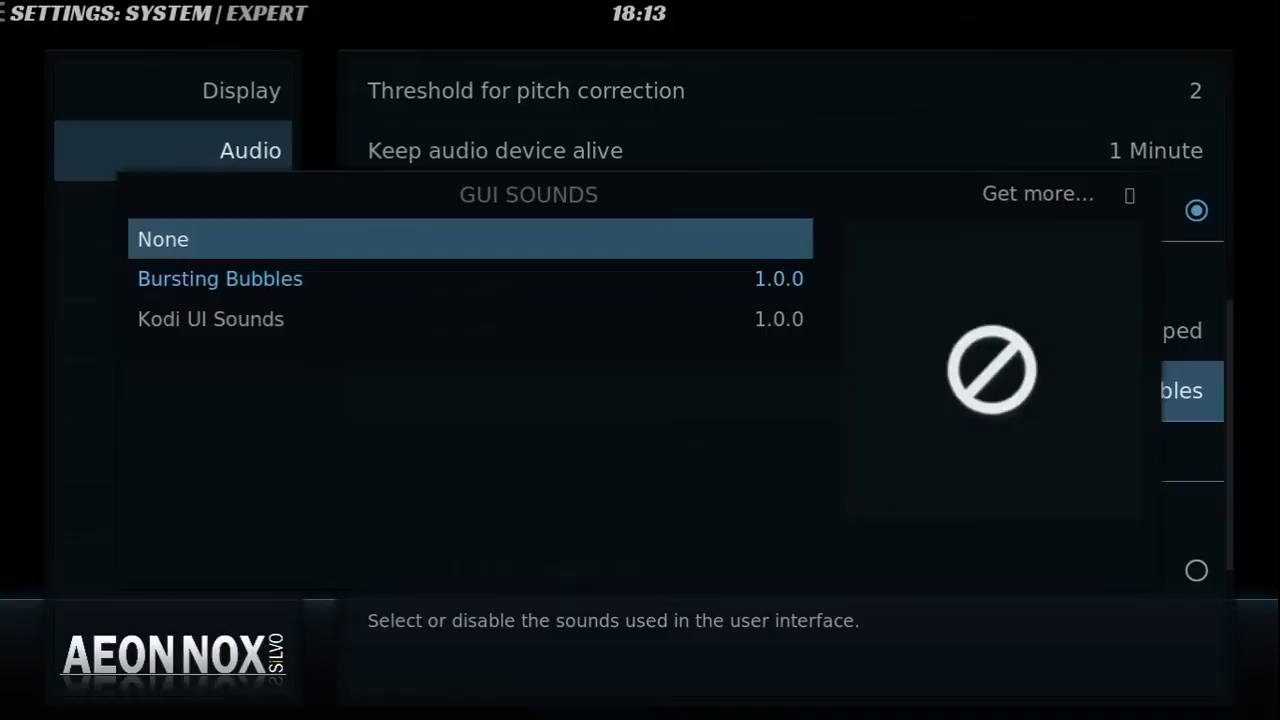 SETTINGS: SYSTEM / EXPERT
18:13
Display
Audio
Threshold for pitch correction 2
Keep audio device alive 1 Minute
GUI SOUNDS
Get more...
None
Bursting Bubbles 1.0.0
Kodi UI Sounds 1.0.0
ped
bles
Select or disable the sounds used in the user interface.
AEON NOX SiLVO